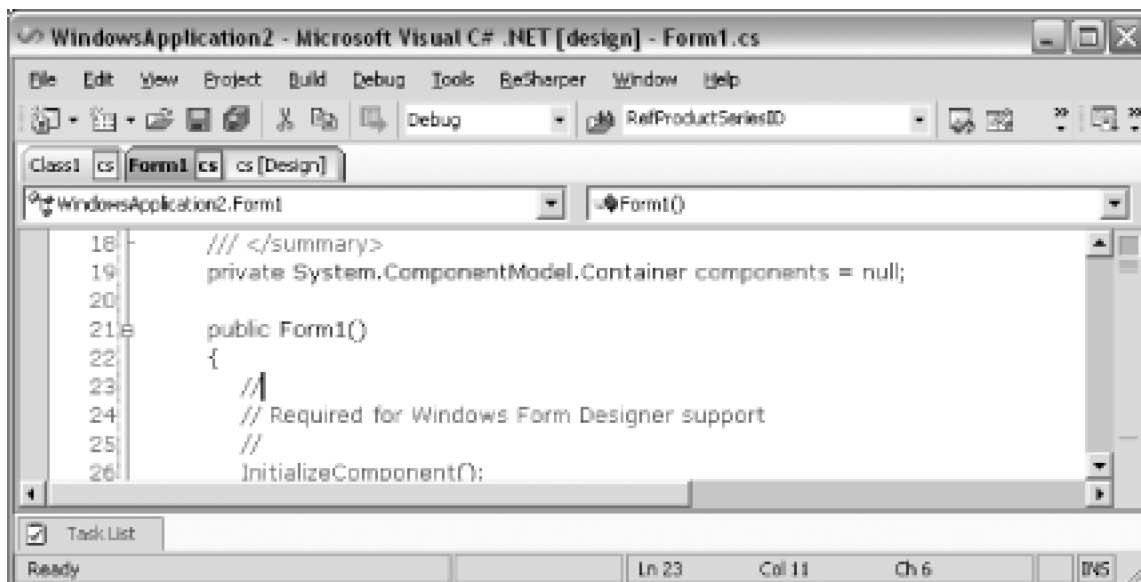 WindowsApplication2 - Microsoft Visual C# .NET [design] - Form1.cs
File Edit View Project Build Debug Tools ReSharper Window Help
Debug RefProductSeriesID
Class1 cs Form1 cs cs [Design]
WindowsApplication2.Form1 Form1()
18 /// </summary>
19 private System.ComponentModel.Container components = null;
20
21 public Form1()
22 {
23 //
24 // Required for Windows Form Designer support
25 //
26 InitializeComponent();
Task List
Ready Ln 23 Col 11 Ch 6 INS